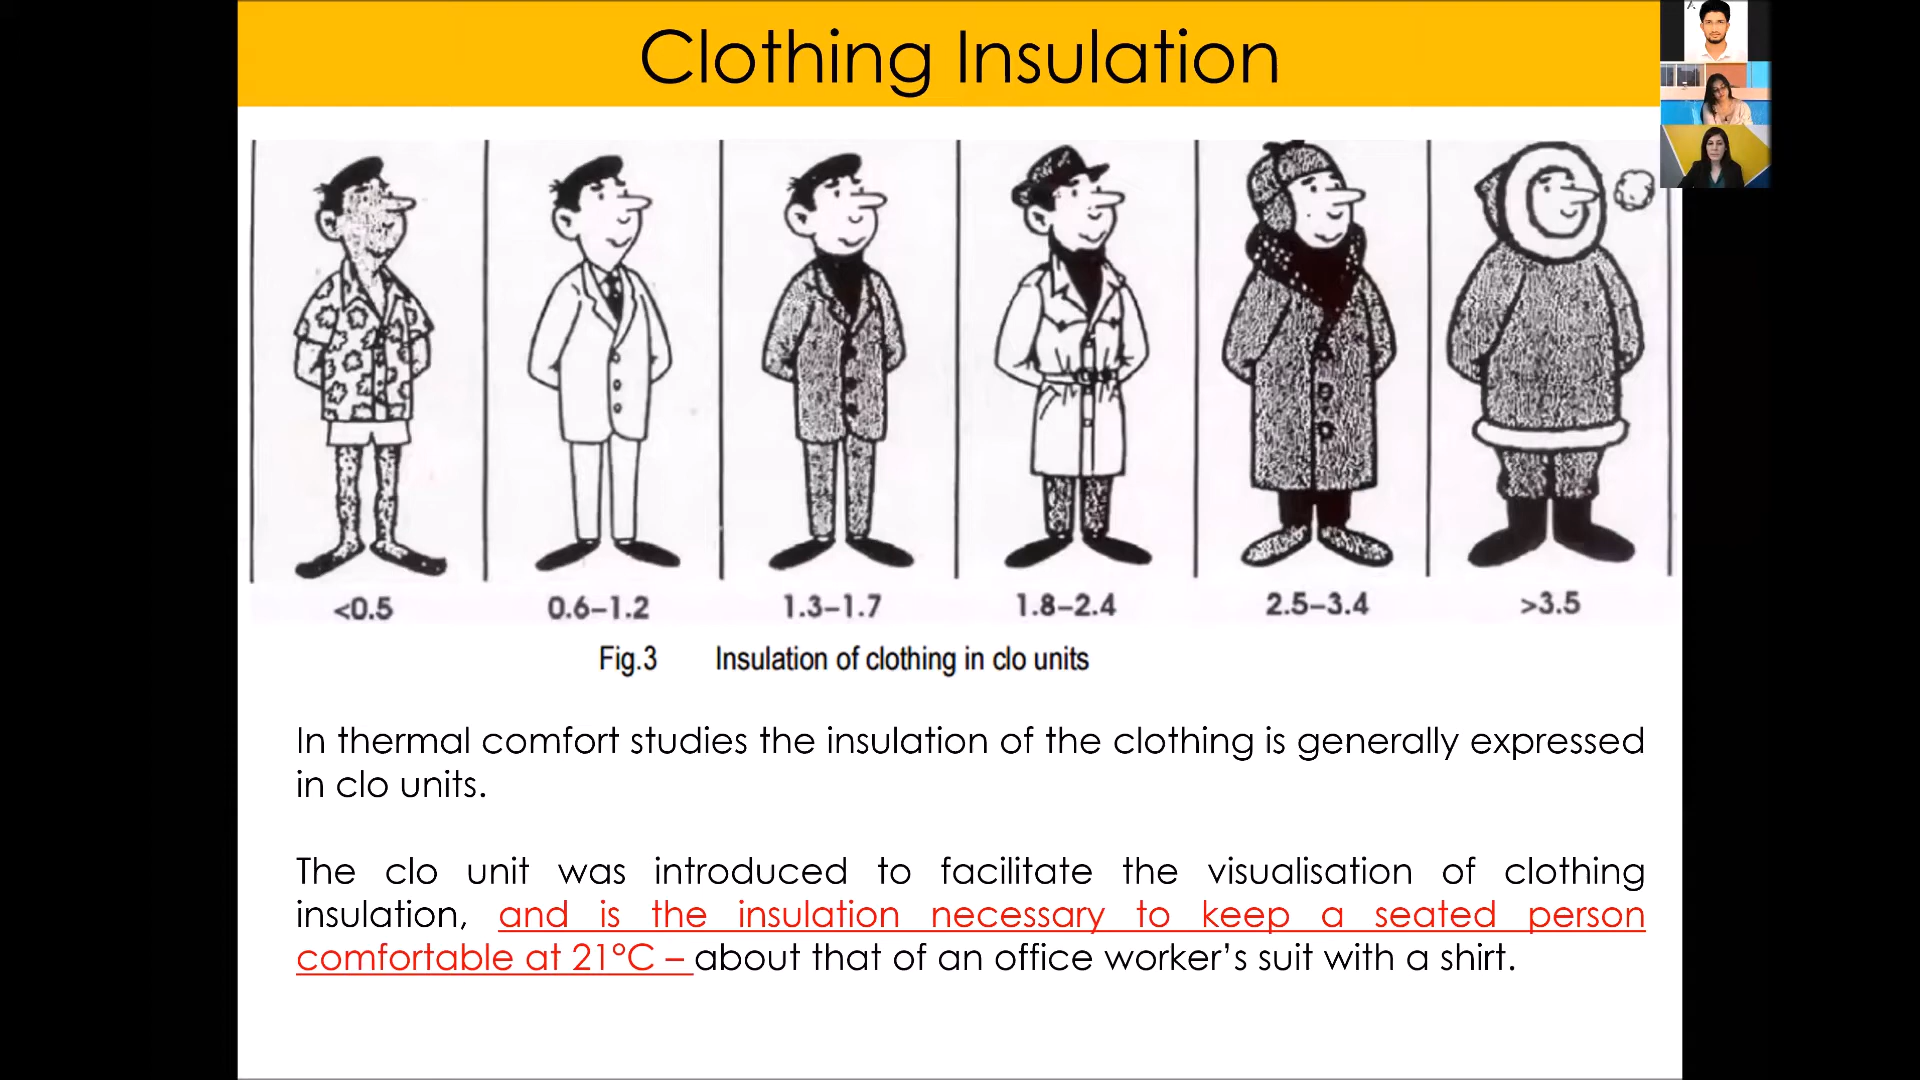 Clothing Insulation
<0.5 0.6–1.2 1.3–1.7 1.8–2.4 2.5–3.4 >3.5
Fig.3 Insulation of clothing in clo units
In thermal comfort studies the insulation of the clothing is generally expressed
in clo units.
The clo unit was introduced to facilitate the visualisation of clothing
insulation, and is the insulation necessary to keep a seated person
comfortable at 21°C – about that of an office worker’s suit with a shirt.